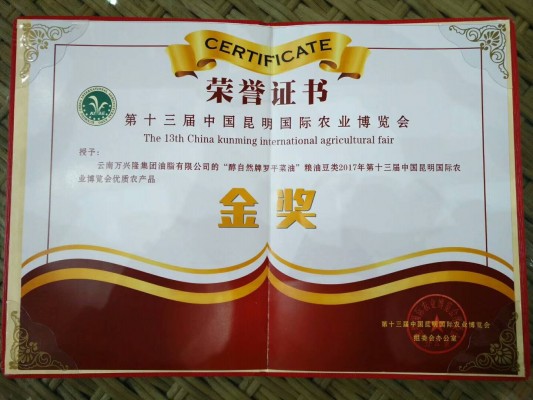 CERTIFICATE
荣誉证书
第十三届中国昆明国际农业博览会
The 13th China kunming international agricultural fair
授予：
云南万兴隆集团油脂有限公司的“醇自然牌罗平菜油”粮油豆类2017年第十三届中国昆明国际农
业博览会优质农产品
金奖
第十三届中国昆明国际农业博览会
组委会办公室